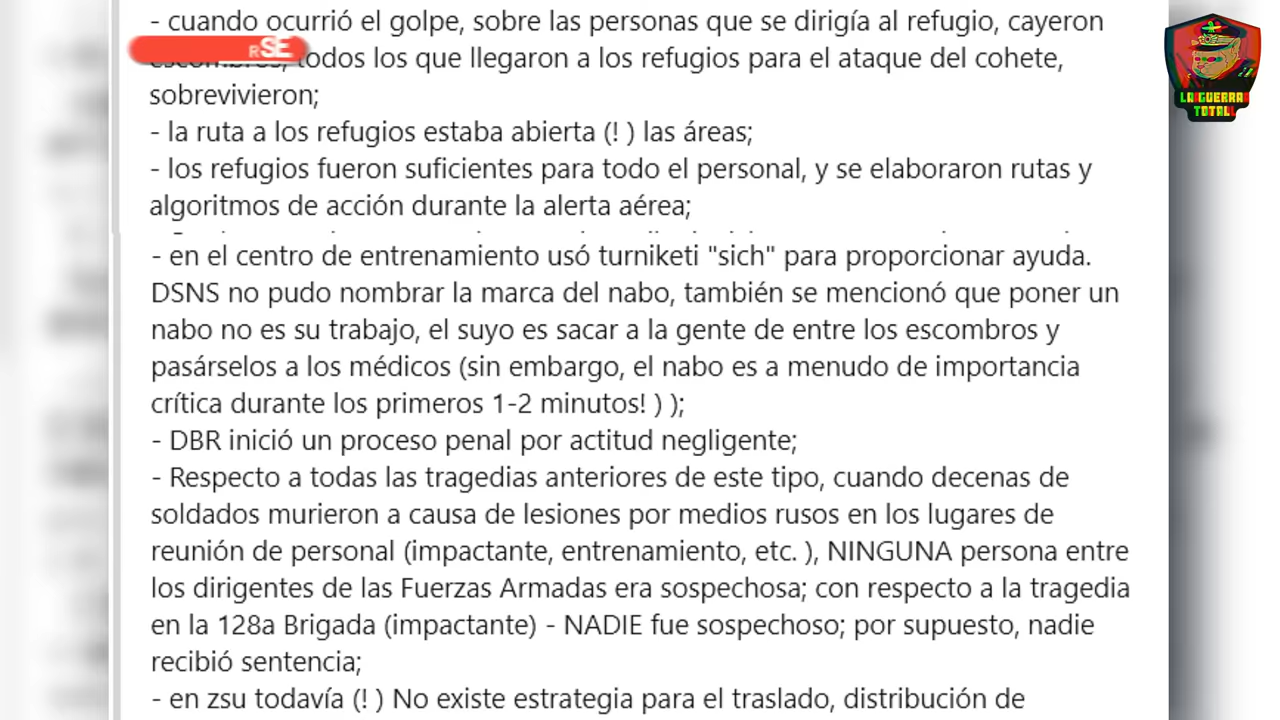 - cuando ocurrió el golpe, sobre las personas que se dirigía al refugio, cayeron
RSE
escombros, todos los que llegaron a los refugios para el ataque del cohete,
sobrevivieron;
- la ruta a los refugios estaba abierta (! ) las áreas;
- los refugios fueron suficientes para todo el personal, y se elaboraron rutas y
algoritmos de acción durante la alerta aérea;
- en el centro de entrenamiento usó turniketi "sich" para proporcionar ayuda.
DSNS no pudo nombrar la marca del nabo, también se mencionó que poner un
nabo no es su trabajo, el suyo es sacar a la gente de entre los escombros y
pasárselos a los médicos (sin embargo, el nabo es a menudo de importancia
crítica durante los primeros 1-2 minutos! ) );
- DBR inició un proceso penal por actitud negligente;
- Respecto a todas las tragedias anteriores de este tipo, cuando decenas de
soldados murieron a causa de lesiones por medios rusos en los lugares de
reunión de personal (impactante, entrenamiento, etc. ), NINGUNA persona entre
los dirigentes de las Fuerzas Armadas era sospechosa; con respecto a la tragedia
en la 128a Brigada (impactante) - NADIE fue sospechoso; por supuesto, nadie
recibió sentencia;
- en zsu todavía (! ) No existe estrategia para el traslado, distribución de
LA GUERRA
TOTAL